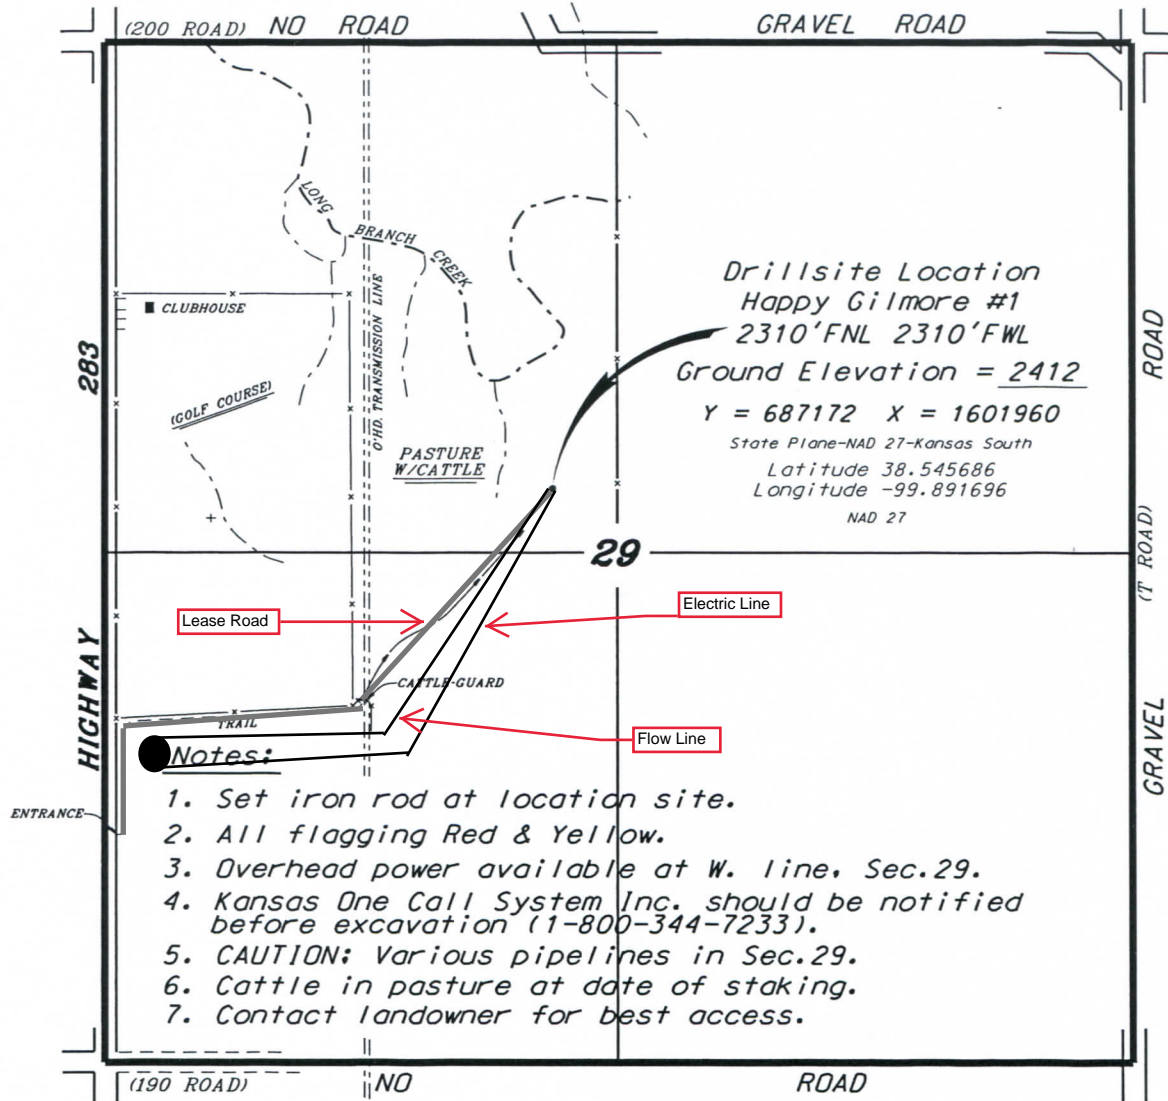 (200 ROAD) NO ROAD GRAVEL ROAD
LONG
BRANCH
CREEK
O'HD. TRANSMISSION LINE
CLUBHOUSE
(GOLF COURSE)
PASTURE
W/CATTLE
283
HIGHWAY
Drillsite Location
Happy Gilmore #1
2310'FNL 2310'FWL
Ground Elevation = 2412
Y = 687172 X = 1601960
State Plane-NAD 27-Kansas South
Latitude 38.545686
Longitude -99.891696
NAD 27
ROAD
(T ROAD)
GRAVEL
29
Electric Line
Lease Road
CATTLE-GUARD
TRAIL
Flow Line
ENTRANCE
Notes:
1. Set iron rod at location site.
2. All flagging Red & Yellow.
3. Overhead power available at W. line, Sec.29.
4. Kansas One Call System Inc. should be notified
before excavation (1-800-344-7233).
5. CAUTION: Various pipelines in Sec.29.
6. Cattle in pasture at date of staking.
7. Contact landowner for best access.
(190 ROAD) NO ROAD